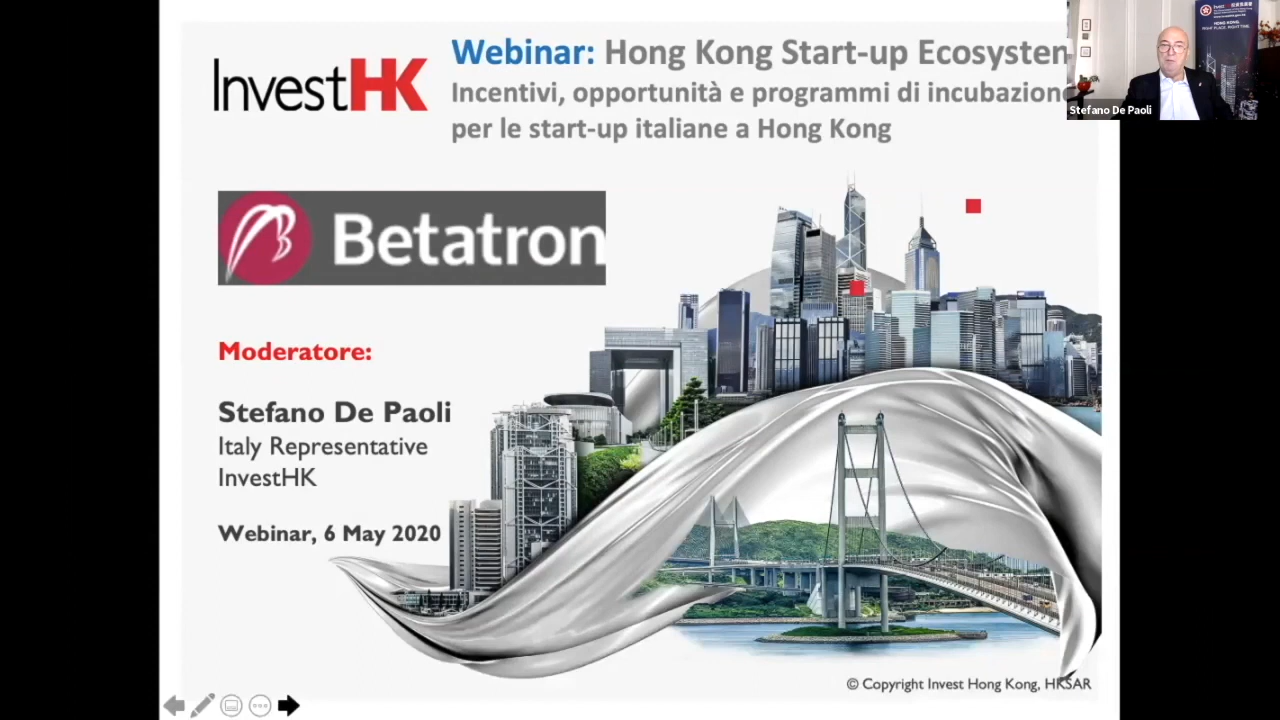 InvestHK
Webinar: Hong Kong Start-up Ecosystem
Incentivi, opportunità e programmi di incubazione
per le start-up italiane a Hong Kong
Stefano De Paoli
Betatron
Moderatore:
Stefano De Paoli
Italy Representative
InvestHK
Webinar, 6 May 2020
© Copyright Invest Hong Kong, HKSAR